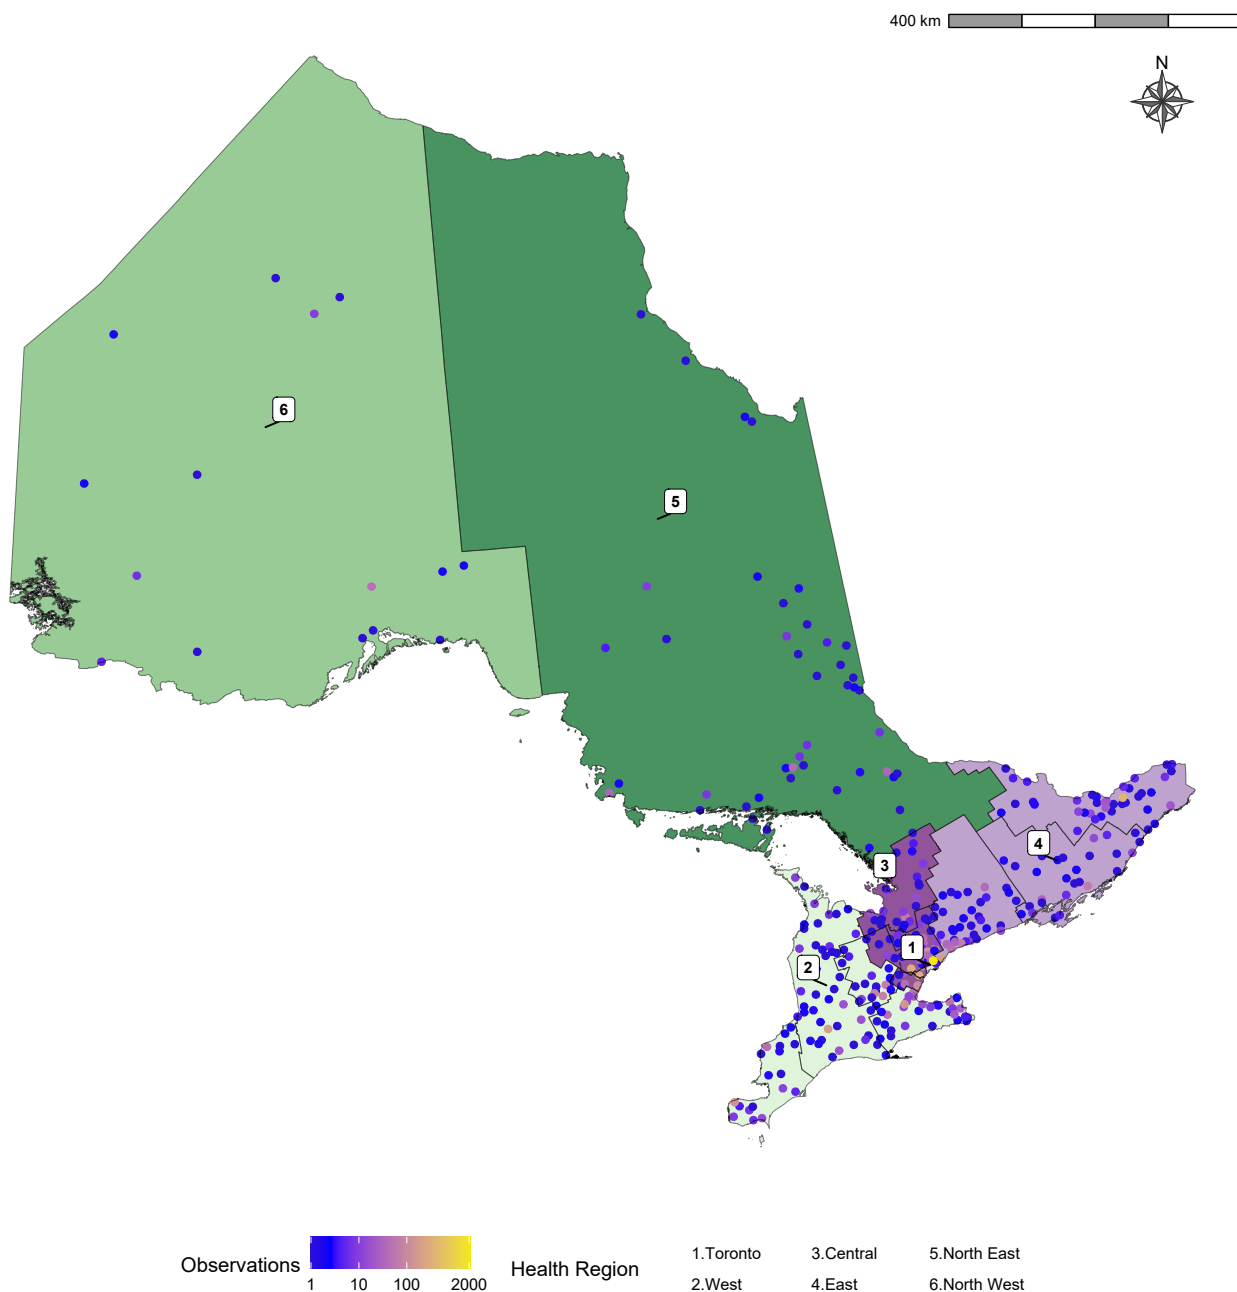 400 km
N
6
5
4
3
1
2
Observations
1 10 100 2000
Health Region
1.Toronto 3.Central 5.North East
2.West 4.East 6.North West